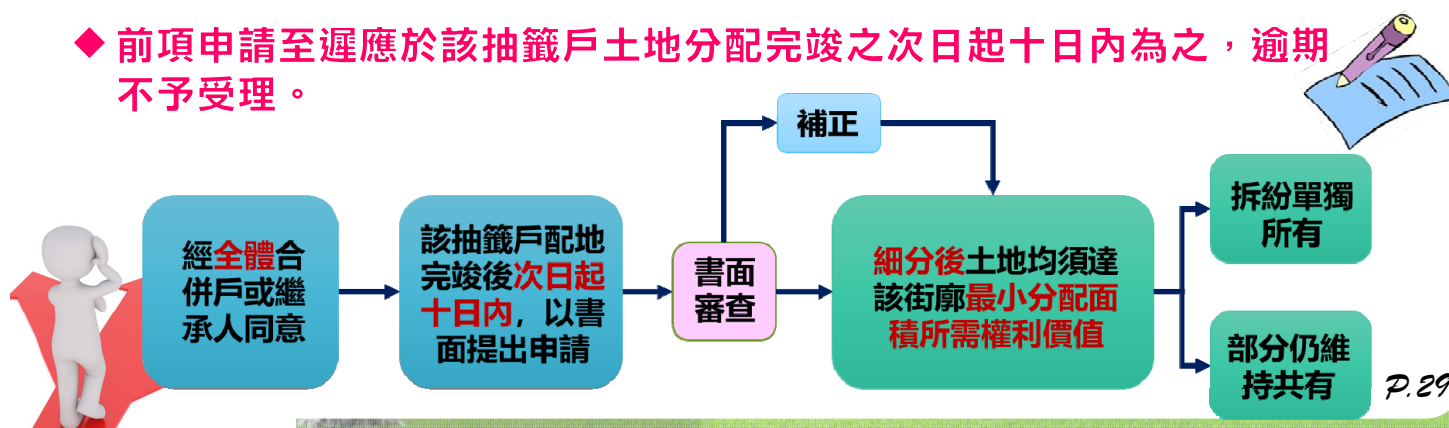 ◆ 前項申請至遲應於該抽籤戶土地分配完竣之次日起十日內為之，逾期
不予受理。
補正
經全體合
併戶或繼
承人同意
該抽籤戶配地
完竣後次日起
十日內，以書
面提出申請
書面
審查
細分後土地均須達
該街廓最小分配面
積所需權利價值
拆紛單獨
所有
部分仍維
持共有
P.29